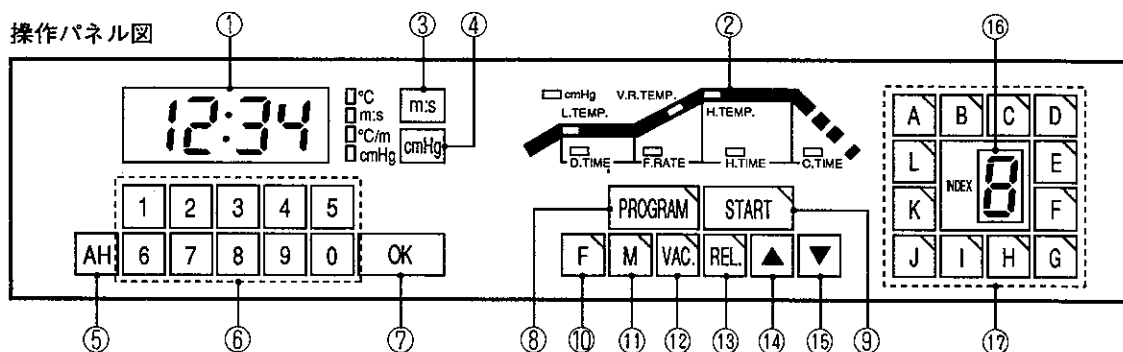 操作パネル図
① ③ ④ ② ⑯
12:34
°C
m:s
°C/m
cmHg
m:s
cmHg
cmHg V.R.TEMP.
L.TEMP. H.TEMP.
D.TIME F.RATE H.TIME C.TIME
A B C D
L INDEX 8 E
K F
J I H G
1 2 3 4 5
AH 6 7 8 9 0 OK
PROGRAM START
F M VAC. REL. ▲ ▼
⑤ ⑥ ⑦ ⑧ ⑩ ⑪ ⑫ ⑬ ⑭ ⑮ ⑨ ⑰